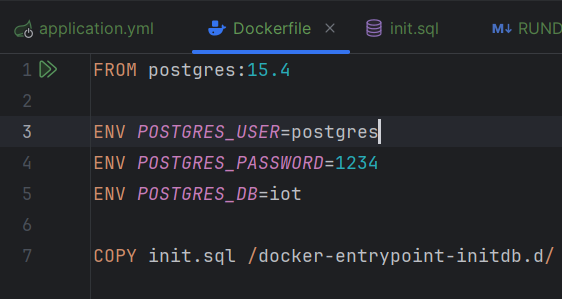 application.yml Dockerfile init.sql RUND
1 FROM postgres:15.4
2
3 ENV POSTGRES_USER=postgres
4 ENV POSTGRES_PASSWORD=1234
5 ENV POSTGRES_DB=iot
6
7 COPY init.sql /docker-entrypoint-initdb.d/